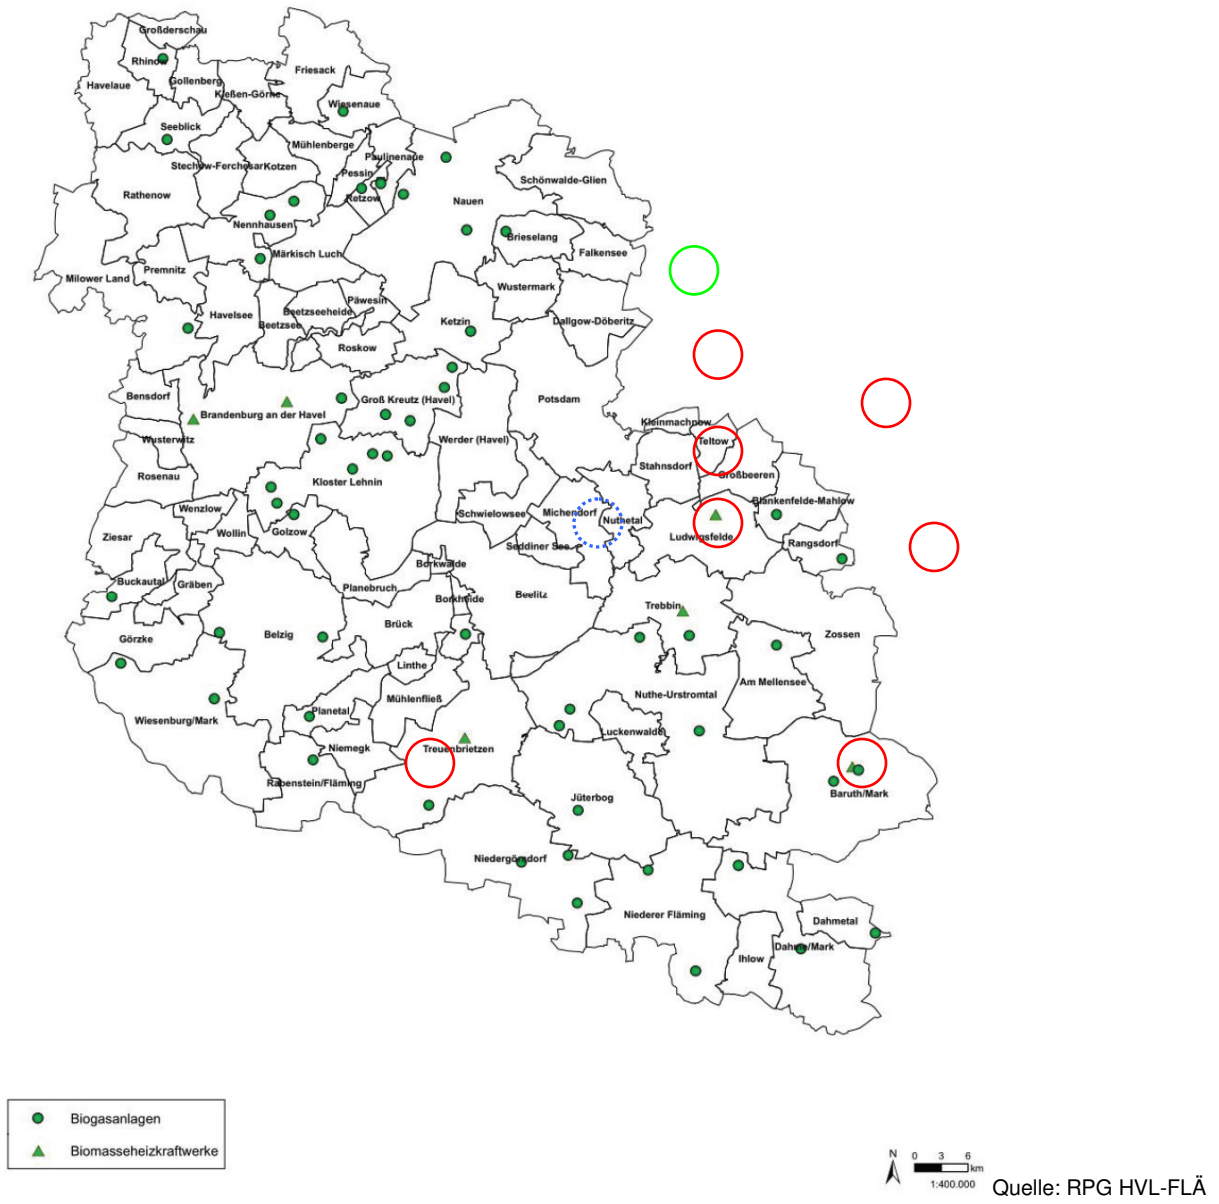 Großderschau
Rhinow
Friesack
Havelaue
Gollenberg
Kleßen-Görne
Wiesenaue
Seeblick
Mühlenberge
Paulinenaue
Stechow-Ferchesar
Kotzen
Pessin
Schönwalde-Glien
Rathenow
Retzow
Nauen
Nennhausen
Brieselang
Märkisch Luch
Falkensee
Premnitz
Milower Land
Wustermark
Päwesin
Havelsee
Beetzseeheide
Beetzsee
Ketzin
Dallgow-Döberitz
Roskow
Bensdorf
Groß Kreutz (Havel)
Potsdam
Brandenburg an der Havel
Kleinmachnow
Wusterwitz
Werder (Havel)
Teltow
Stahnsdorf
Rosenau
Großbeeren
Kloster Lehnin
Blankenfelde-Mahlow
Wenzlow
Schwielowsee
Michendorf
Nuthetal
Ziesar
Wollin
Golzow
Ludwigsfelde
Rangsdorf
Seddiner See
Borkwalde
Buckautal
Gräben
Planebruch
Borkheide
Beelitz
Trebbin
Görzke
Belzig
Brück
Zossen
Linthe
Am Mellensee
Mühlenfließ
Nuthe-Urstromtal
Planetal
Wiesenburg/Mark
Luckenwalde
Niemegk
Treuenbrietzen
Rabenstein/Fläming
Baruth/Mark
Jüterbog
Niedergörsdorf
Niederer Fläming
Dahmetal
Dahme/Mark
Ihlow
Biogasanlagen
Biomasseheizkraftwerke
N
0 3 6
km
1:400.000
Quelle: RPG HVL-FLÄ